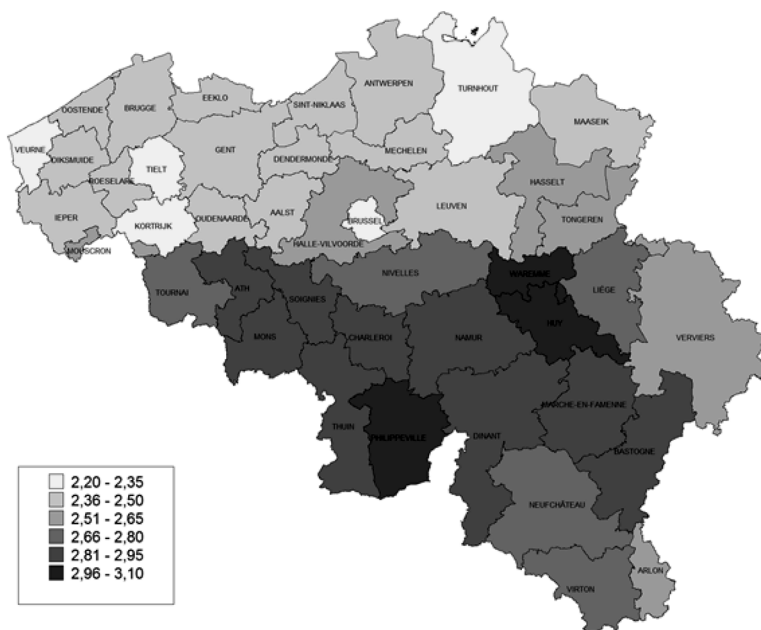 ANTWERPEN
TURNHOUT
EEKLO
SINT-NIKLAAS
OOSTENDE
BRUGGE
MAASEIK
VEURNE
GENT
MECHELEN
DIKSMUIDE
DENDERMONDE
TIELT
ROESELARE
HASSELT
LEUVEN
AALST
IEPER
KORTRIJK
OUDENAARDE
BRUSSEL
TONGEREN
MOUSCRON
HALLE-VILVOORDE
NIVELLES
WAREMME
TOURNAI
ATH
SOIGNIES
LIÈGE
HUY
MONS
CHARLEROI
NAMUR
VERVIERS
MARCHE-EN-FAMENNE
THUIN
PHILIPPEVILLE
DINANT
BASTOGNE
NEUFCHÂTEAU
ARLON
VIRTON
2,20 - 2,35
2,36 - 2,50
2,51 - 2,65
2,66 - 2,80
2,81 - 2,95
2,96 - 3,10